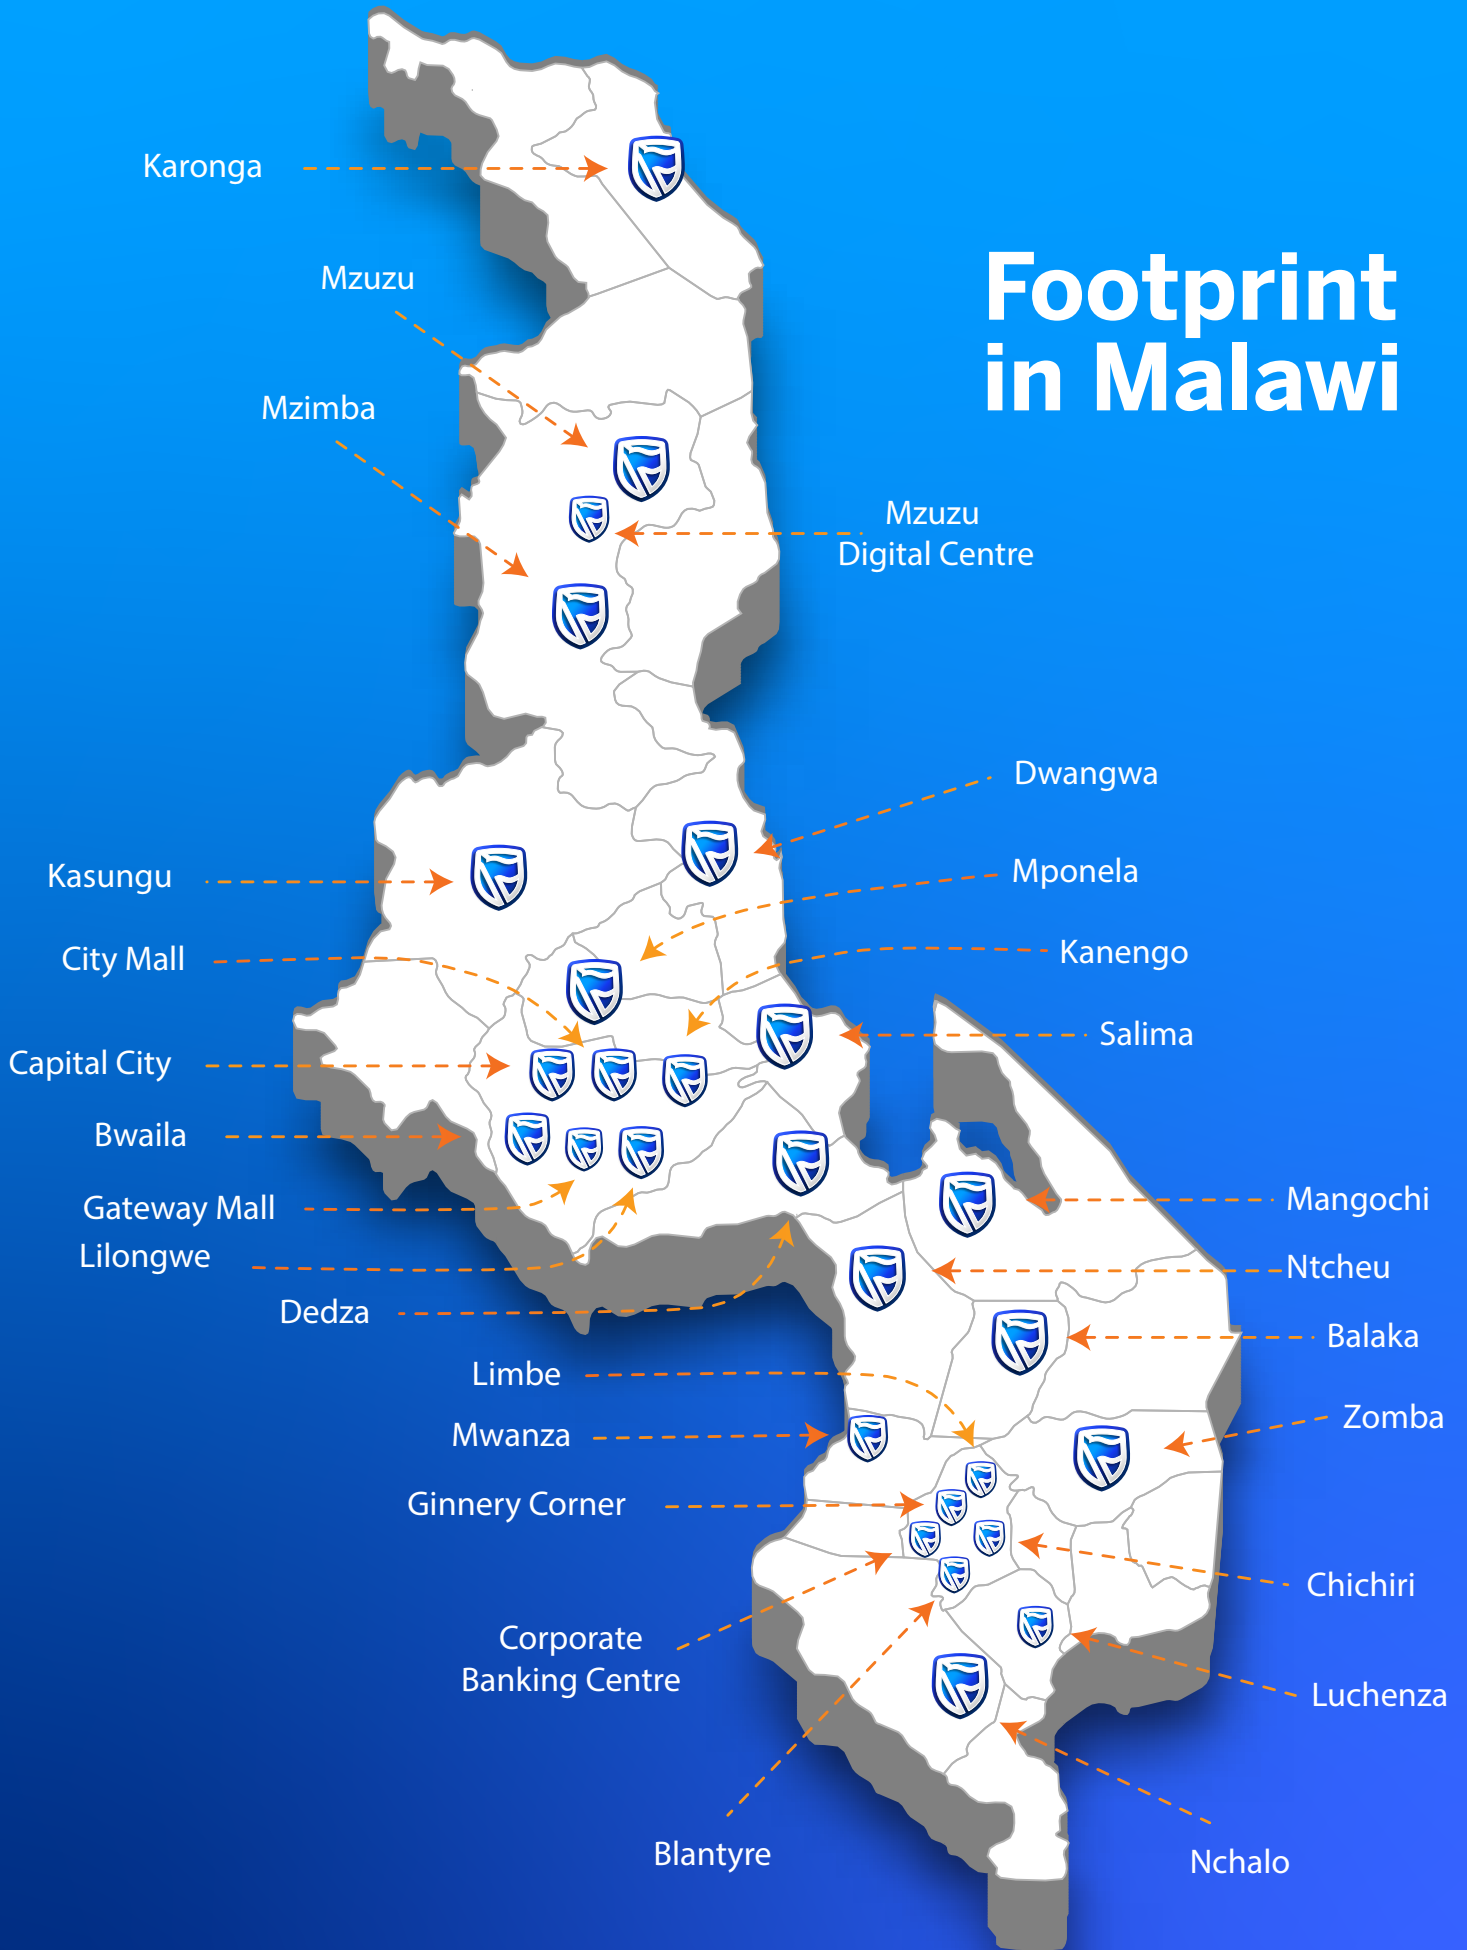 Footprint
in Malawi
Karonga
Mzuzu
Mzimba
Mzuzu
Digital Centre
Dwangwa
Kasungu
Mponela
City Mall
Kanengo
Salima
Capital City
Bwaila
Gateway Mall
Mangochi
Lilongwe
Ntcheu
Dedza
Balaka
Limbe
Zomba
Mwanza
Ginnery Corner
Chichiri
Corporate
Banking Centre
Luchenza
Blantyre
Nchalo